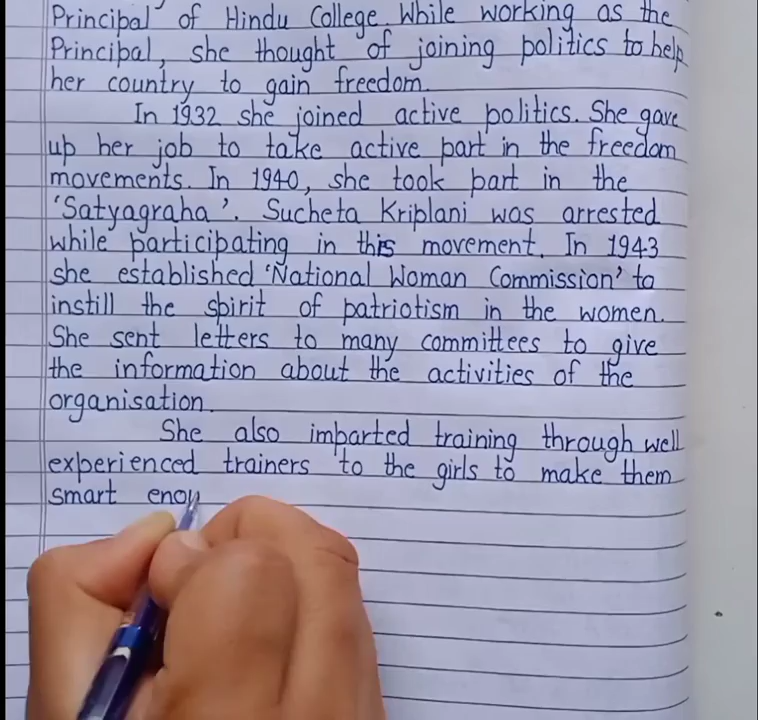 Principal of Hindu College. While working as the
Principal, she thought of joining politics to help
her country to gain freedom.
In 1932 she joined active politics. She gave
up her job to take active part in the freedom
movements. In 1940, she took part in the
'Satyagraha'. Sucheta Kriplani was arrested
while participating in this movement. In 1943
she established 'National Woman Commission' to
instill the spirit of patriotism in the women.
She sent letters to many committees to give
the information about the activities of the
organisation.
She also imparted training through well
experienced trainers to the girls to make them
smart enou